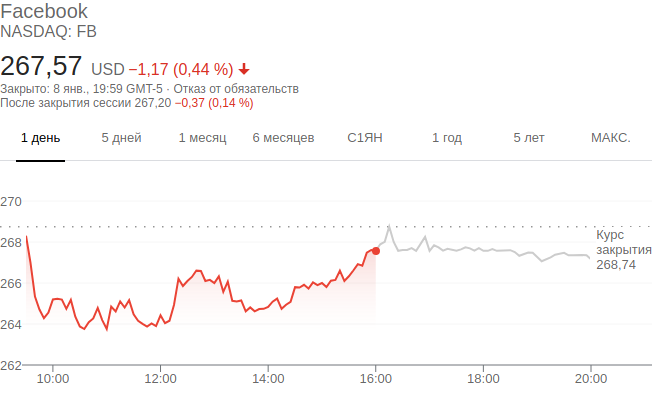 Facebook
NASDAQ: FB
267,57 USD −1,17 (0,44 %)
Закрыто: 8 янв., 19:59 GMT-5 · Отказ от обязательств
После закрытия сессии 267,20 −0,37 (0,14 %)
1 день 5 дней 1 месяц 6 месяцев С1ЯН 1 год 5 лет МАКС.
270
268
266
264
262
Курс
закрытия
268,74
10:00 12:00 14:00 16:00 18:00 20:00